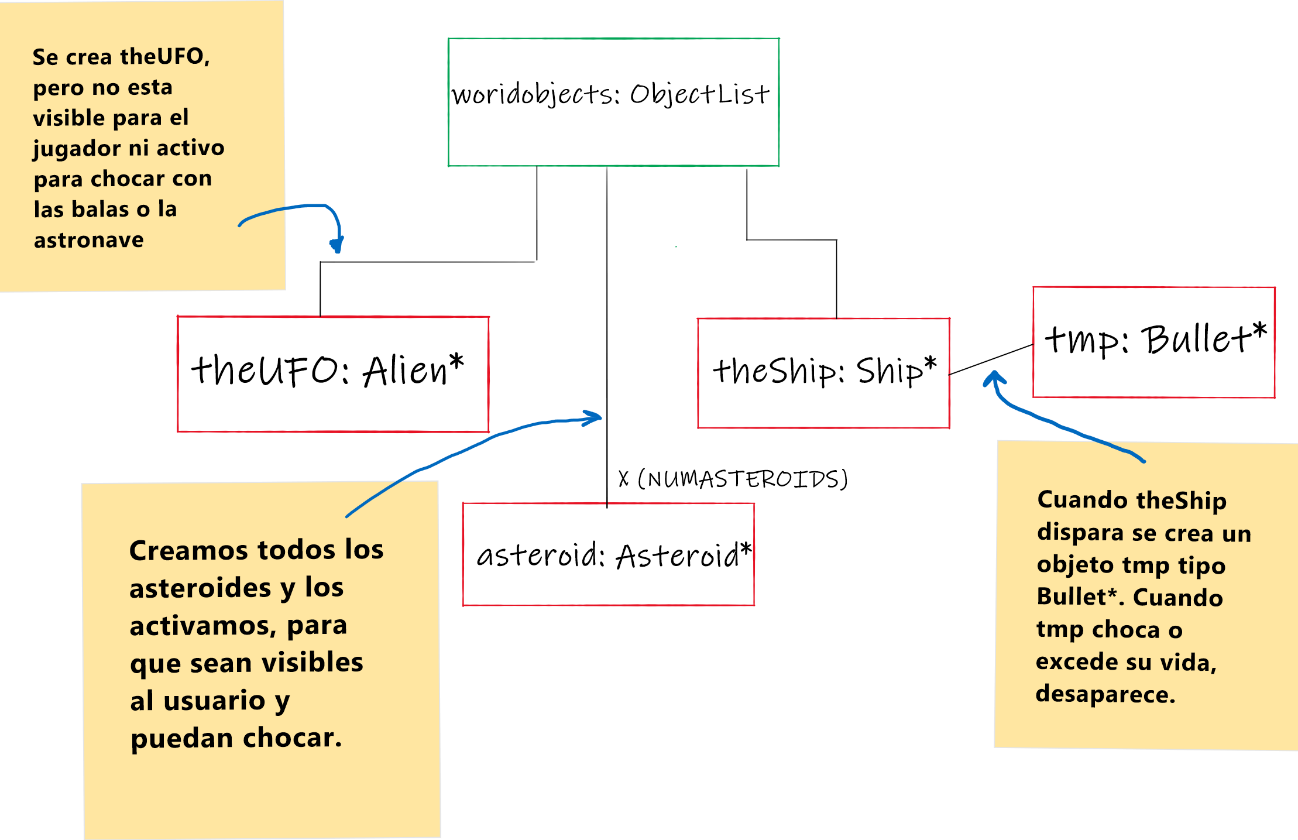 Se crea theUFO,
pero no esta
visible para el
jugador ni activo
para chocar con
las balas o la
astronave
woridobjects: ObjectList
theUFO: Alien*
theShip: Ship*
tmp: Bullet*
X (NUMASTEROIDS)
asteroid: Asteroid*
Creamos todos los
asteroides y los
activamos, para
que sean visibles
al usuario y
puedan chocar.
Cuando theShip
dispara se crea un
objeto tmp tipo
Bullet*. Cuando
tmp choca o
excede su vida,
desaparece.